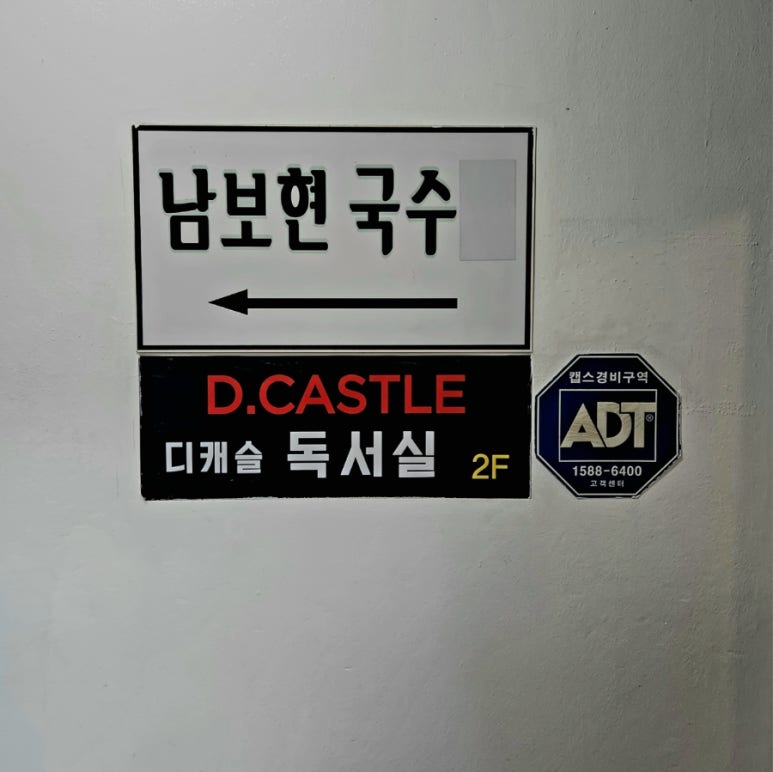 남보현 국수
D.CASTLE
디캐슬 독서실 2F
캡스경비구역
ADT®
1588-6400
고객센터